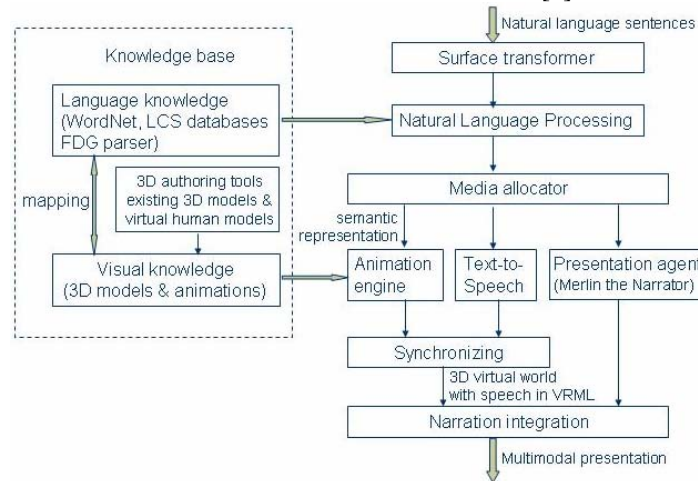 Natural language sentences
Surface transformer
Knowledge base
Language knowledge
(WordNet, LCS databases
FDG parser)
Natural Language Processing
mapping
3D authoring tools
existing 3D models &
virtual human models
Media allocator
semantic
representation
Visual knowledge
(3D models & animations)
Animation
engine
Text-to-
Speech
Presentation agent
(Merlin the Narrator)
Synchronizing
3D virtual world
with speech in VRML
Narration integration
Multimodal presentation